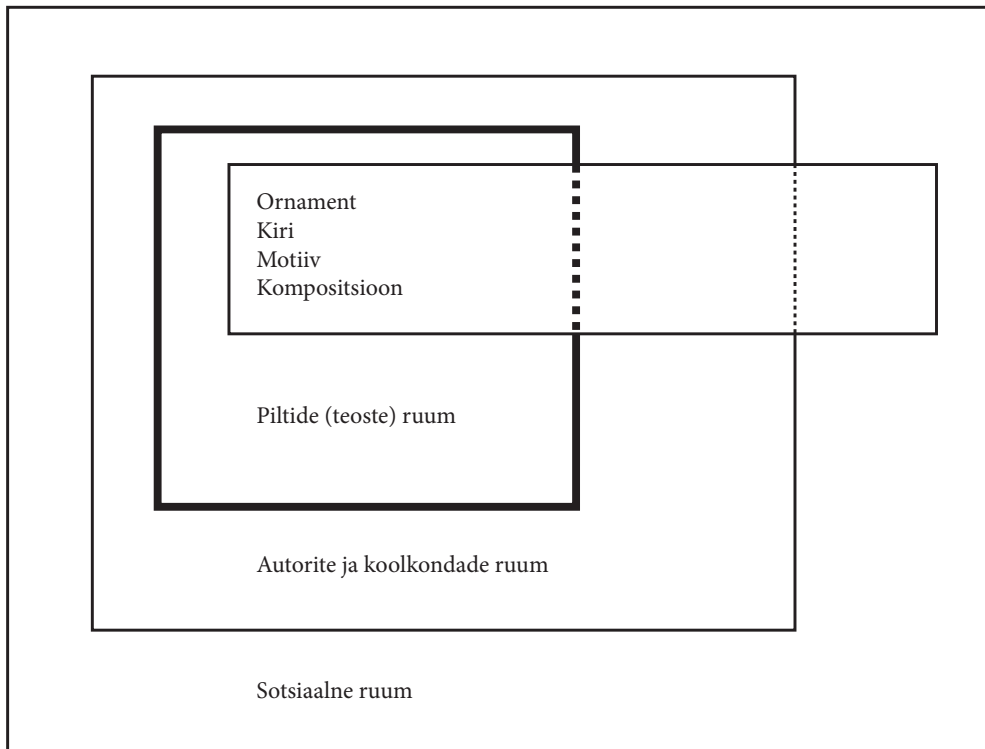 Ornament
Kiri
Motiiv
Kompositsioon
Piltide (teoste) ruum
Autorite ja koolkondade ruum
Sotsiaalne ruum